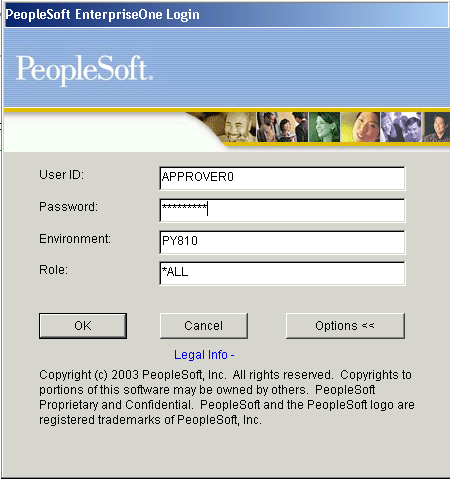 PeopleSoft EnterpriseOne Login
PeopleSoft.
User ID: APPROVER0
Password: *********
Environment: PY810
Role: *ALL
OK Cancel Options <<
Legal Info -
Copyright (c) 2003 PeopleSoft, Inc. All rights reserved. Copyrights to
portions of this software may be owned by others. PeopleSoft
Proprietary and Confidential. PeopleSoft and the PeopleSoft logo are
registered trademarks of PeopleSoft, Inc.